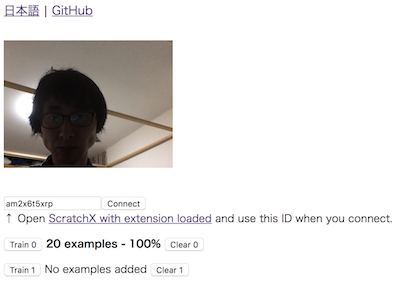 日本語 | GitHub
am2x6t5xrp Connect
↑ Open ScratchX with extension loaded and use this ID when you connect.
Train 0 20 examples - 100% Clear 0
Train 1 No examples added Clear 1